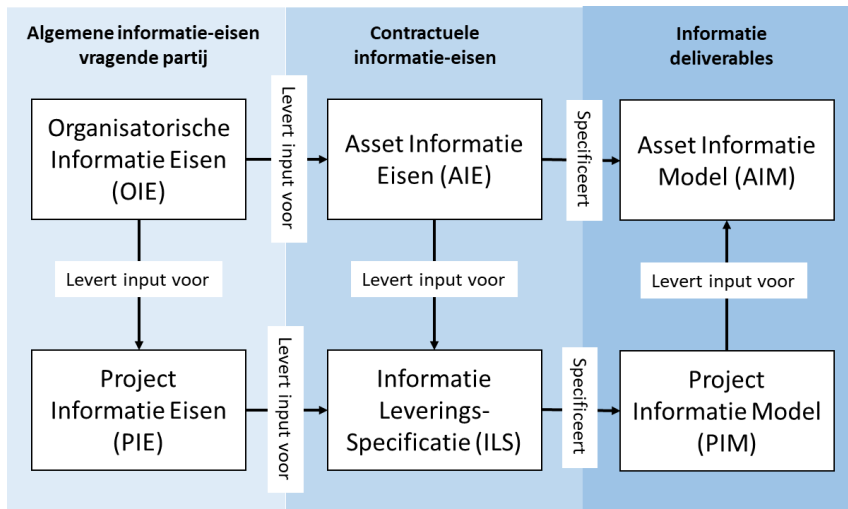 Algemene informatie-eisen
vragende partij
Contractuele
informatie-eisen
Informatie
deliverables
Organisatorische
Informatie Eisen
(OIE)
Levert input voor
Asset Informatie
Eisen (AIE)
Specificeert
Asset Informatie
Model (AIM)
Levert input voor
Levert input voor
Levert input voor
Project
Informatie Eisen
(PIE)
Levert input voor
Informatie
Leverings-
Specificatie (ILS)
Specificeert
Project
Informatie Model
(PIM)